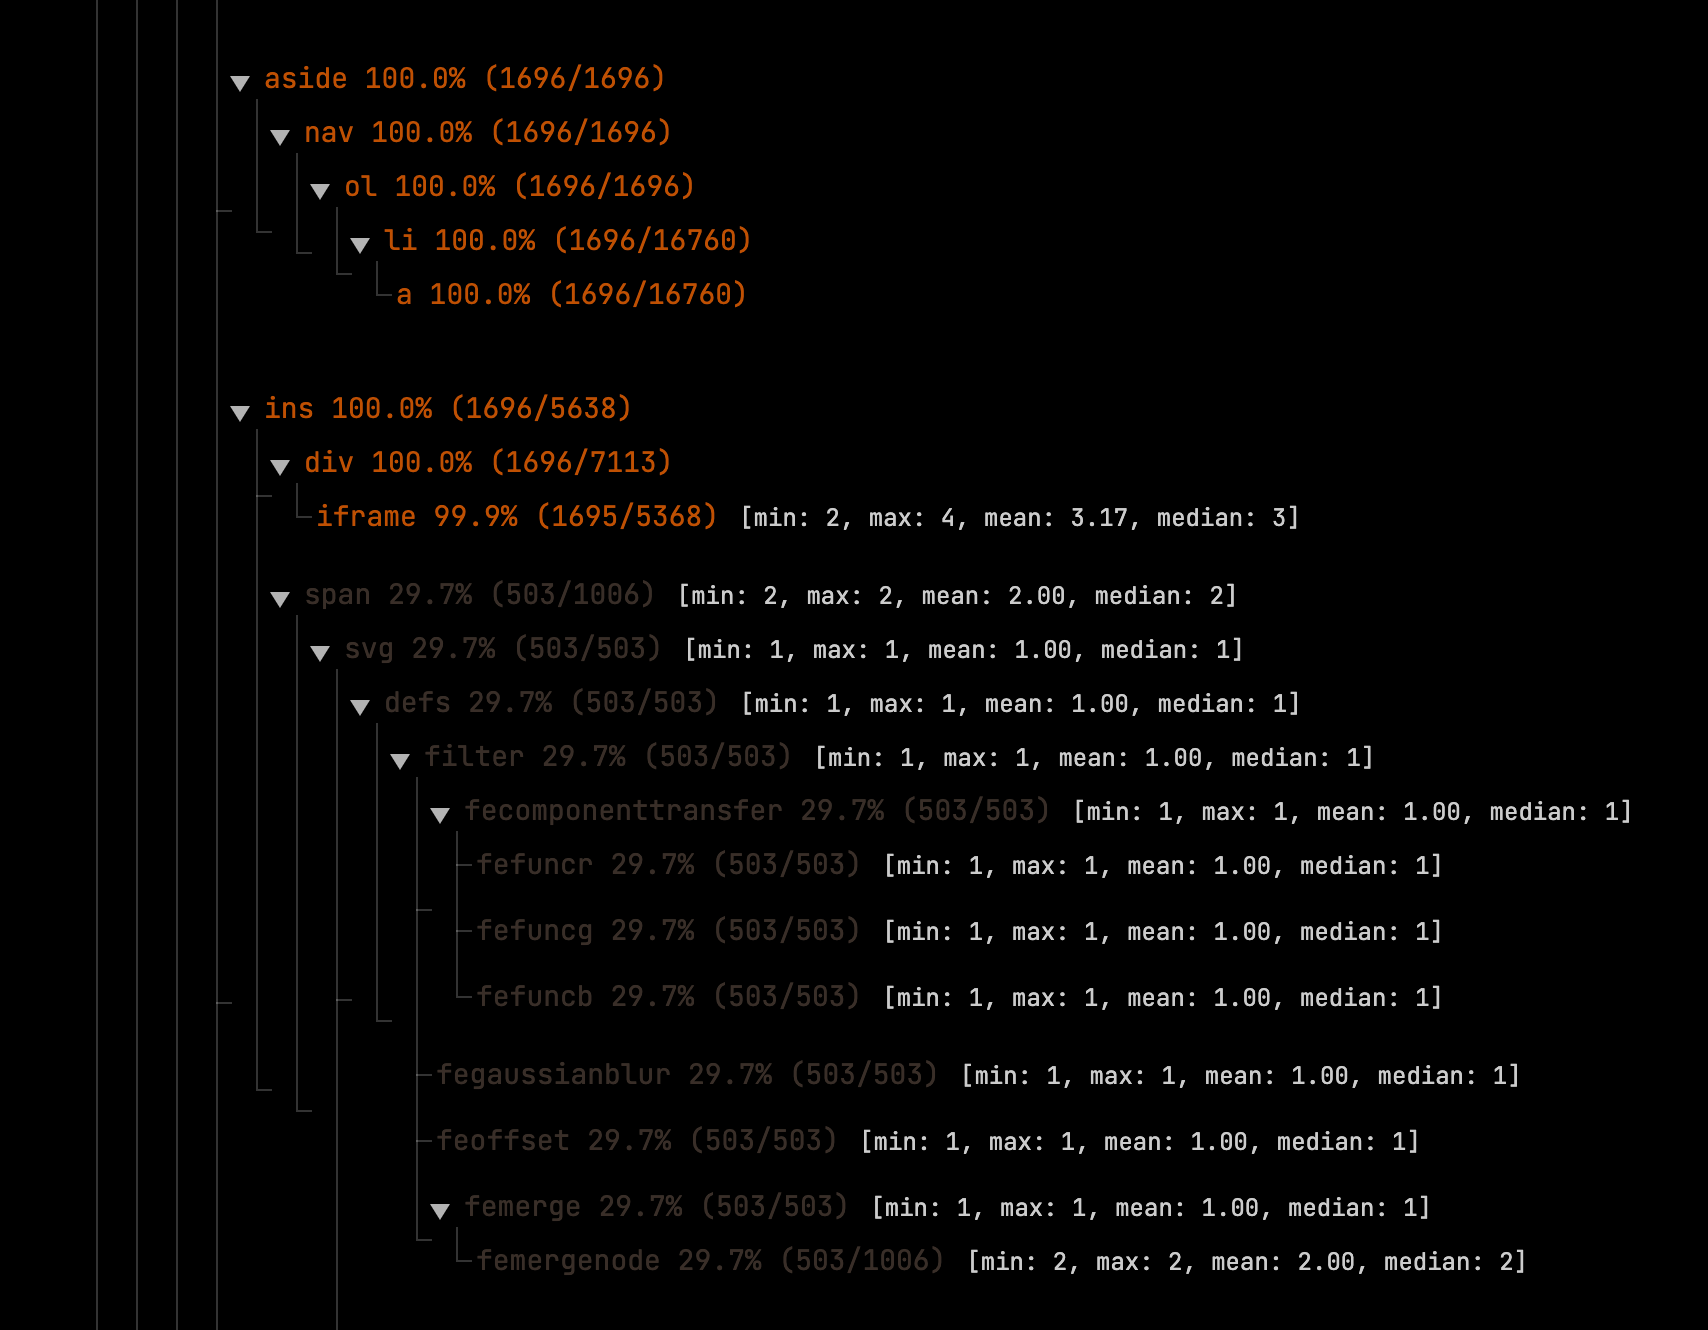 aside 100.0% (1696/1696)
nav 100.0% (1696/1696)
ol 100.0% (1696/1696)
li 100.0% (1696/16760)
a 100.0% (1696/16760)
ins 100.0% (1696/5638)
div 100.0% (1696/7113)
iframe 99.9% (1695/5368) [min: 2, max: 4, mean: 3.17, median: 3]
span 29.7% (503/1006) [min: 2, max: 2, mean: 2.00, median: 2]
svg 29.7% (503/503) [min: 1, max: 1, mean: 1.00, median: 1]
defs 29.7% (503/503) [min: 1, max: 1, mean: 1.00, median: 1]
filter 29.7% (503/503) [min: 1, max: 1, mean: 1.00, median: 1]
fecomponenttransfer 29.7% (503/503) [min: 1, max: 1, mean: 1.00, median: 1]
fefuncr 29.7% (503/503) [min: 1, max: 1, mean: 1.00, median: 1]
fefuncg 29.7% (503/503) [min: 1, max: 1, mean: 1.00, median: 1]
fefuncb 29.7% (503/503) [min: 1, max: 1, mean: 1.00, median: 1]
fegaussianblur 29.7% (503/503) [min: 1, max: 1, mean: 1.00, median: 1]
feoffset 29.7% (503/503) [min: 1, max: 1, mean: 1.00, median: 1]
femerge 29.7% (503/503) [min: 1, max: 1, mean: 1.00, median: 1]
femergenode 29.7% (503/1006) [min: 2, max: 2, mean: 2.00, median: 2]